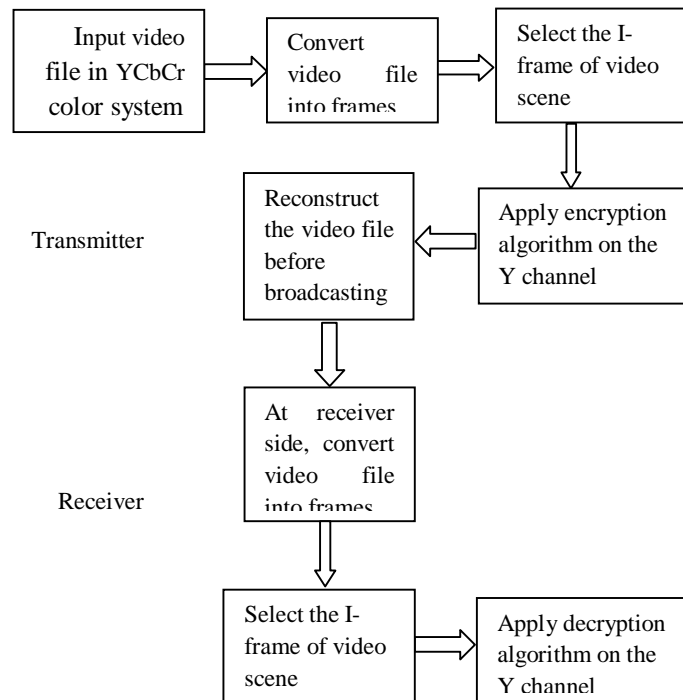 Input video
file in YCbCr
color system
Convert
video file
into frames
Select the I-
frame of video
scene
Transmitter
Reconstruct
the video file
before
broadcasting
Apply encryption
algorithm on the
Y channel
At receiver
side, convert
video file
into frames
Receiver
Select the I-
frame of video
scene
Apply decryption
algorithm on the
Y channel